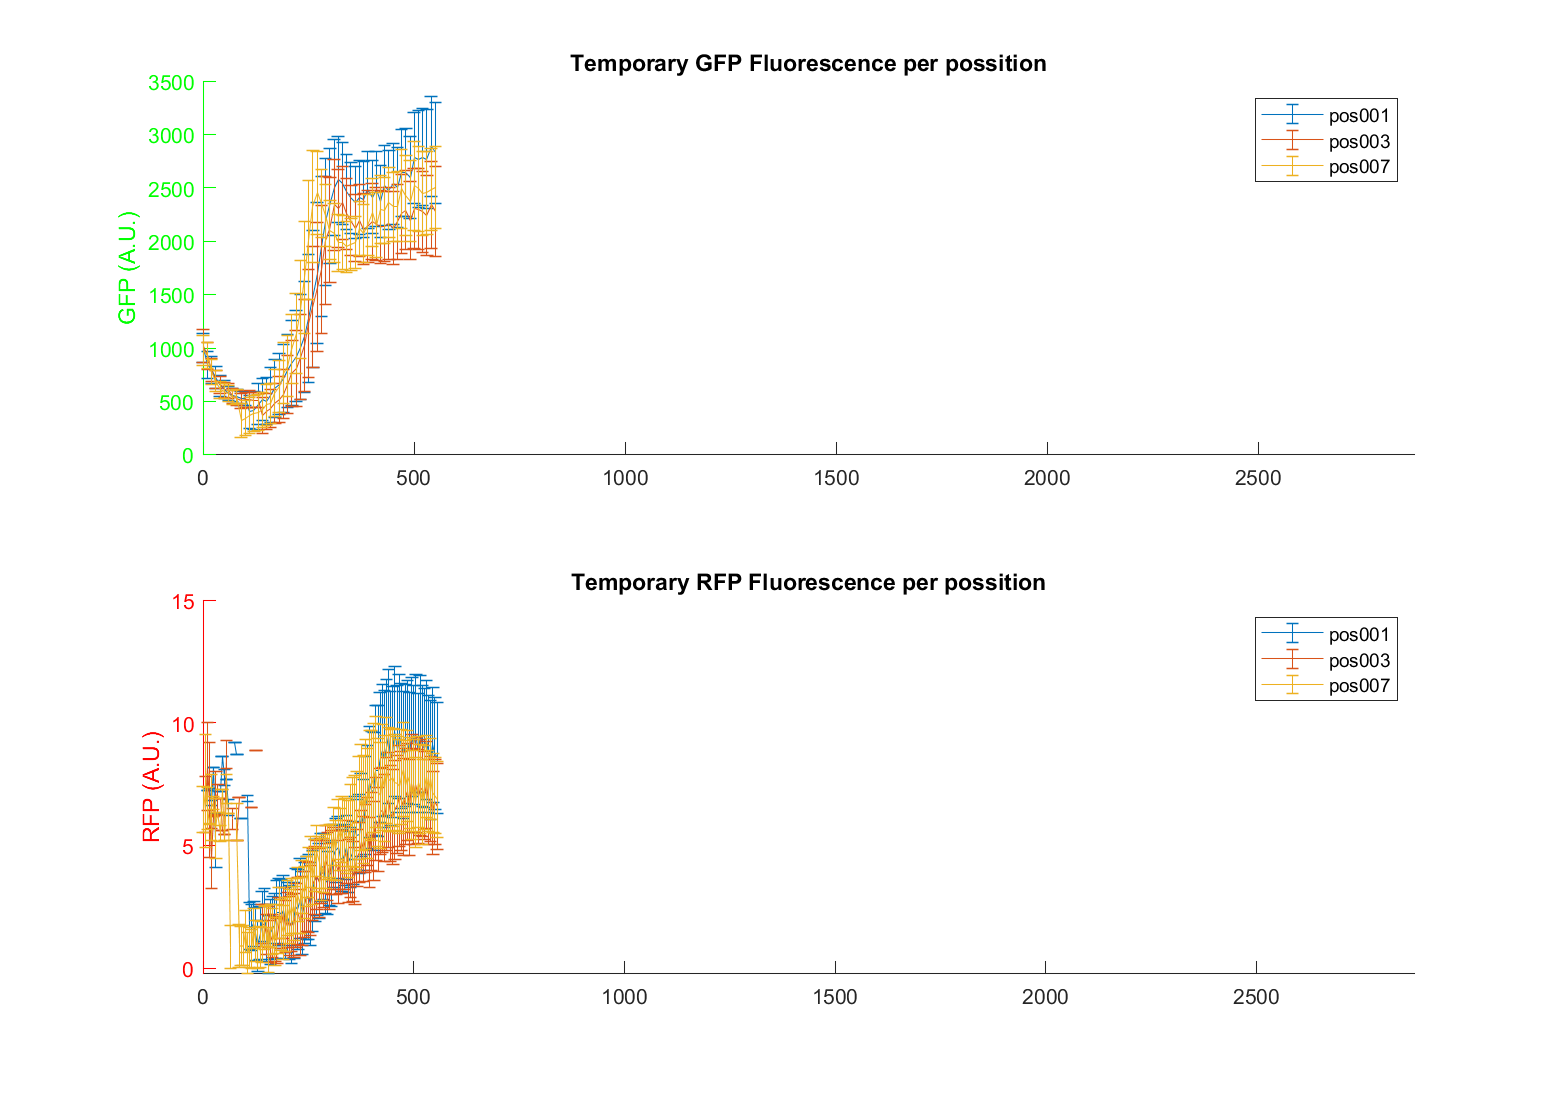 Temporary GFP Fluorescence per possition
3500
3000
2500
2000
1500
1000
500
0
GFP (A.U.)
0 500 1000 1500 2000 2500
pos001
pos003
pos007
Temporary RFP Fluorescence per possition
15
10
5
0
RFP (A.U.)
0 500 1000 1500 2000 2500
pos001
pos003
pos007